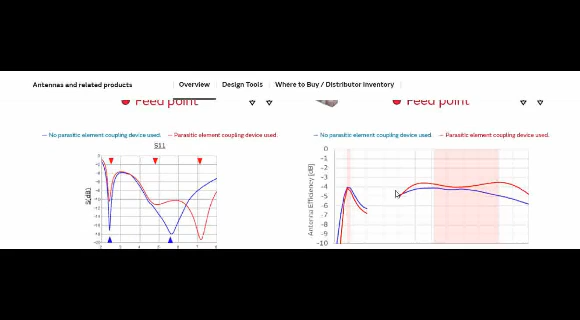 Antennas and related products
Overview
Design Tools
Where to Buy / Distributor Inventory
Feed point
Feed point
No parasitic element coupling device used.
Parasitic element coupling device used.
No parasitic element coupling device used.
Parasitic element coupling device used.
S11
Antenna Efficiency [dB]
0
-1
-2
-3
-4
-5
-6
-7
-8
-9
-10